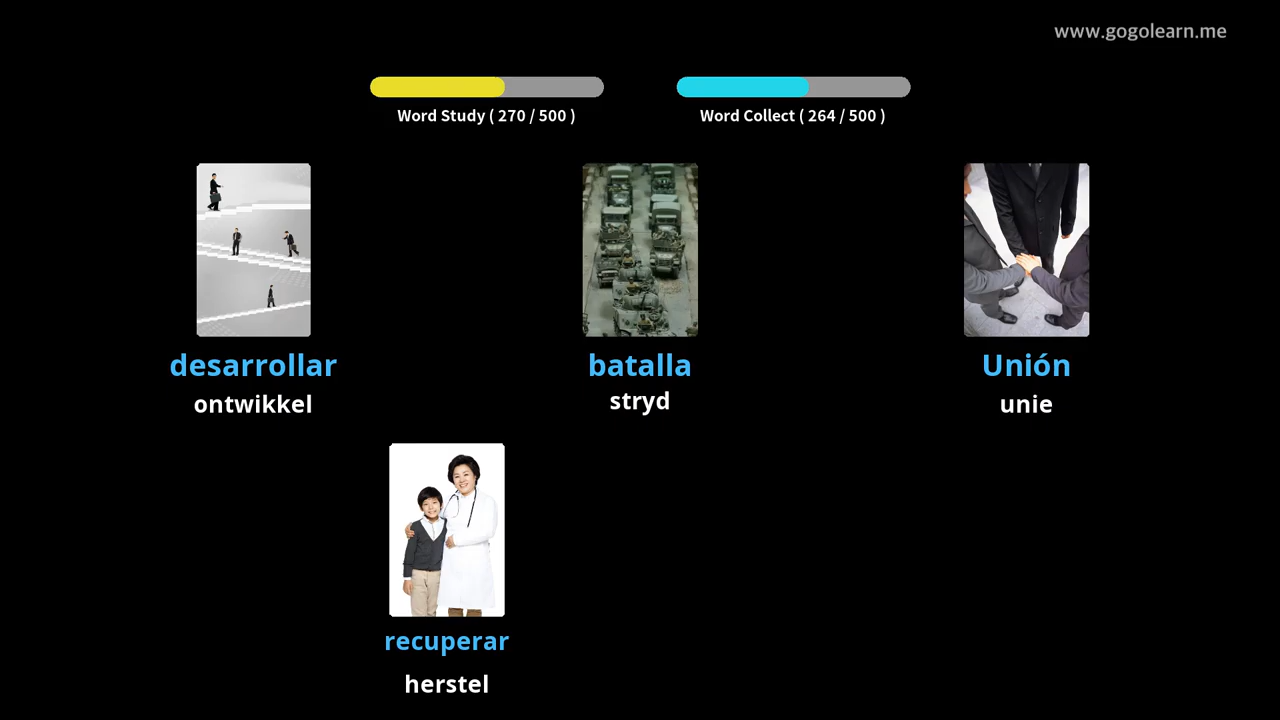 www.gogolearn.me
Word Study ( 270 / 500 )
Word Collect ( 264 / 500 )
desarrollar
ontwikkel
batalla
stryd
Unión
unie
recuperar
herstel